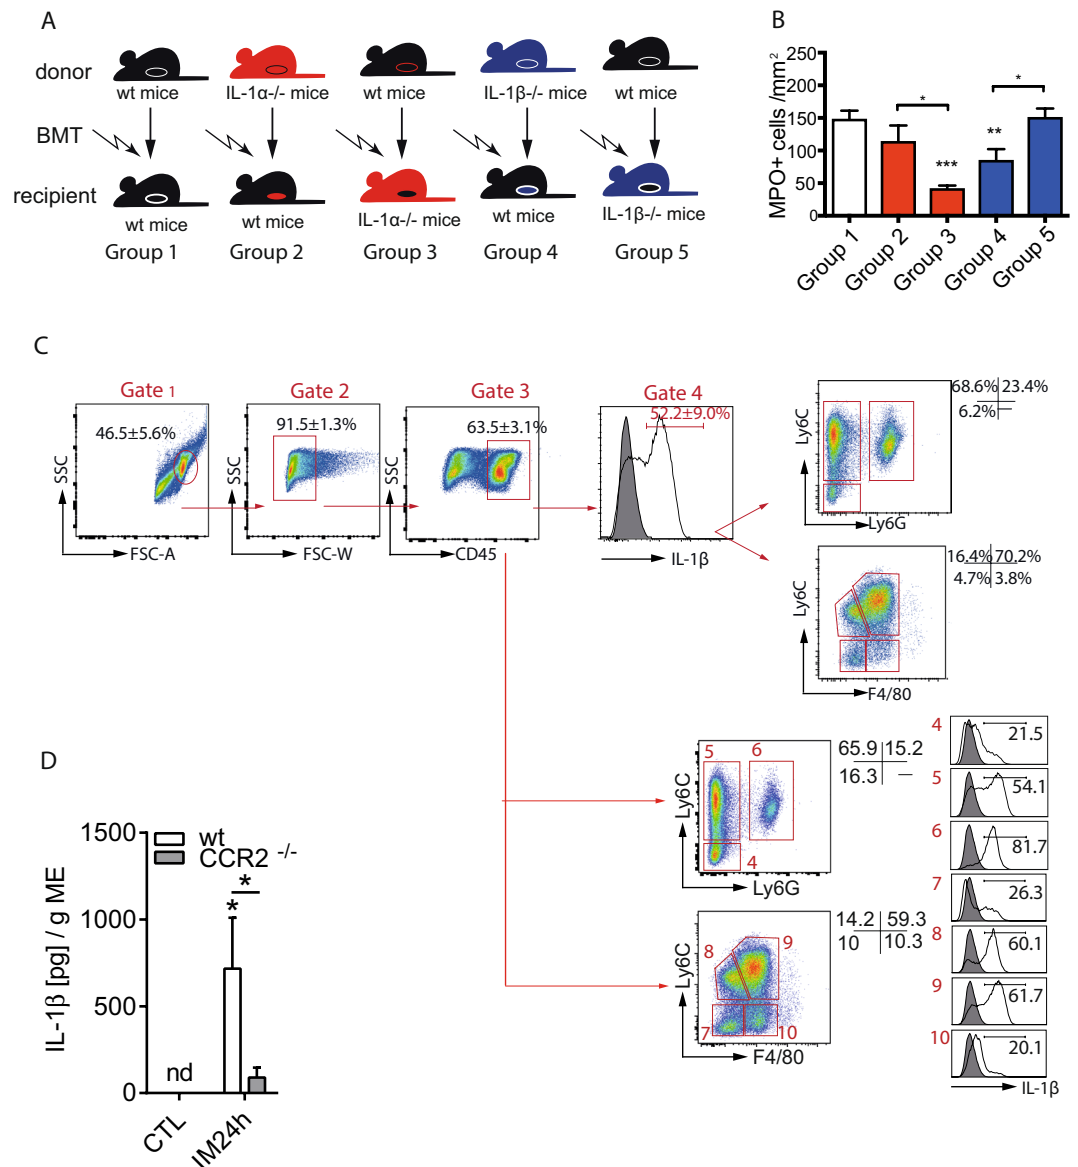 A
donor
wt mice
IL-1α-/- mice
wt mice
IL-1β-/- mice
wt mice
BMT
recipient
wt mice
wt mice
IL-1α-/- mice
wt mice
IL-1β-/- mice
Group 1
Group 2
Group 3
Group 4
Group 5
B
MPO+ cells /mm²
250
200
150
100
50
0
*
***
**
*
Group 1
Group 2
Group 3
Group 4
Group 5
C
Gate 1
46.5±5.6%
SSC
FSC-A
Gate 2
91.5±1.3%
SSC
FSC-W
Gate 3
63.5±3.1%
SSC
CD45
Gate 4
52.2±9.0%
IL-1β
Ly6C
Ly6G
68.6% 23.4%
6.2% —
Ly6C
F4/80
16.4% 70.2%
4.7% 3.8%
5 6
4
Ly6C
Ly6G
65.9 15.2
16.3 —
8 9
7 10
Ly6C
F4/80
14.2 59.3
10 10.3
4 21.5
5 54.1
6 81.7
7 26.3
8 60.1
9 61.7
10 20.1
IL-1β
D
IL-1β [pg] / g ME
1500
1000
500
0
wt
CCR2 -/-
*
*
nd
CTL
IM24h